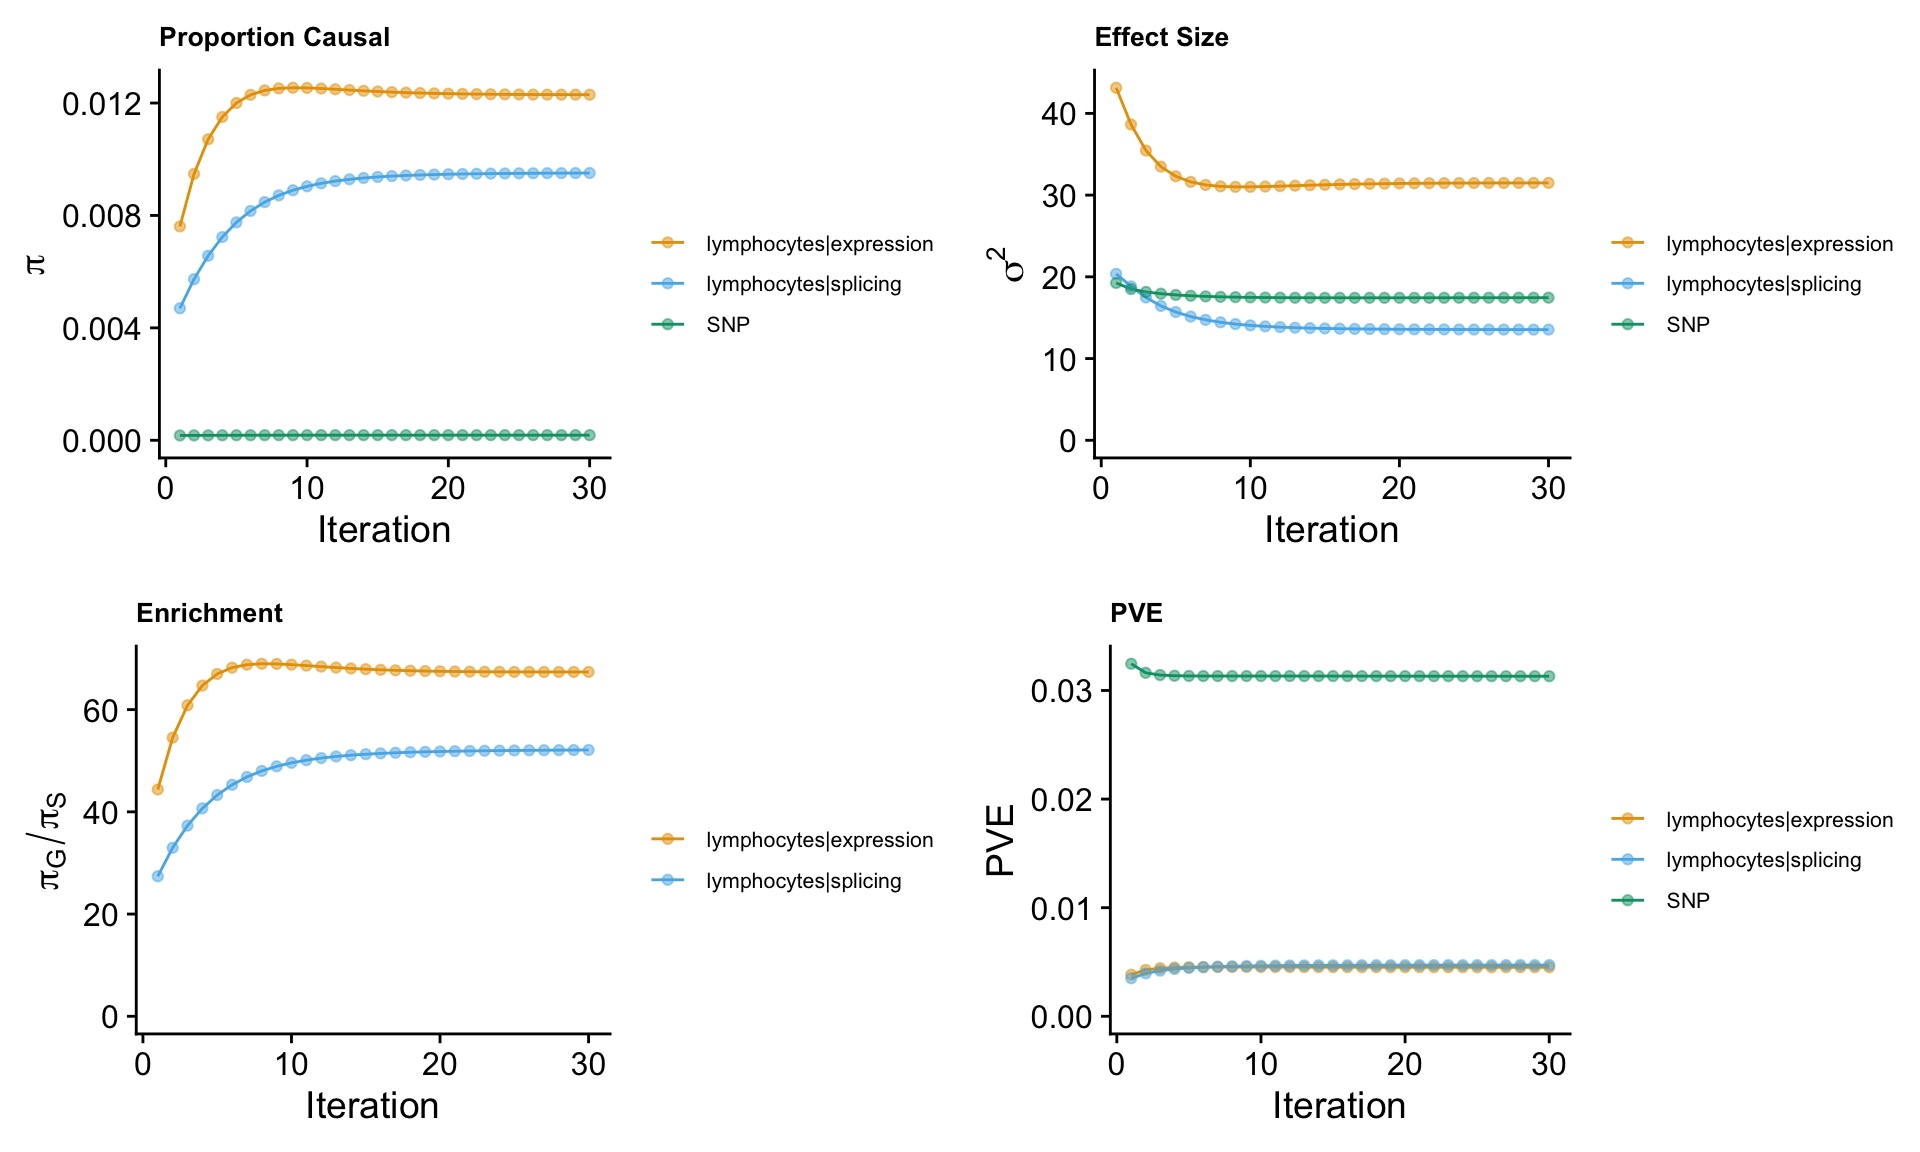 Proportion Causal
π
0.012
0.008
0.004
0.000
0 10 20 30
Iteration
lymphocytes|expression
lymphocytes|splicing
SNP
Effect Size
σ²
40
30
20
10
0
0 10 20 30
Iteration
lymphocytes|expression
lymphocytes|splicing
SNP
Enrichment
πG/πS
60
40
20
0
0 10 20 30
Iteration
lymphocytes|expression
lymphocytes|splicing
PVE
PVE
0.03
0.02
0.01
0.00
0 10 20 30
Iteration
lymphocytes|expression
lymphocytes|splicing
SNP